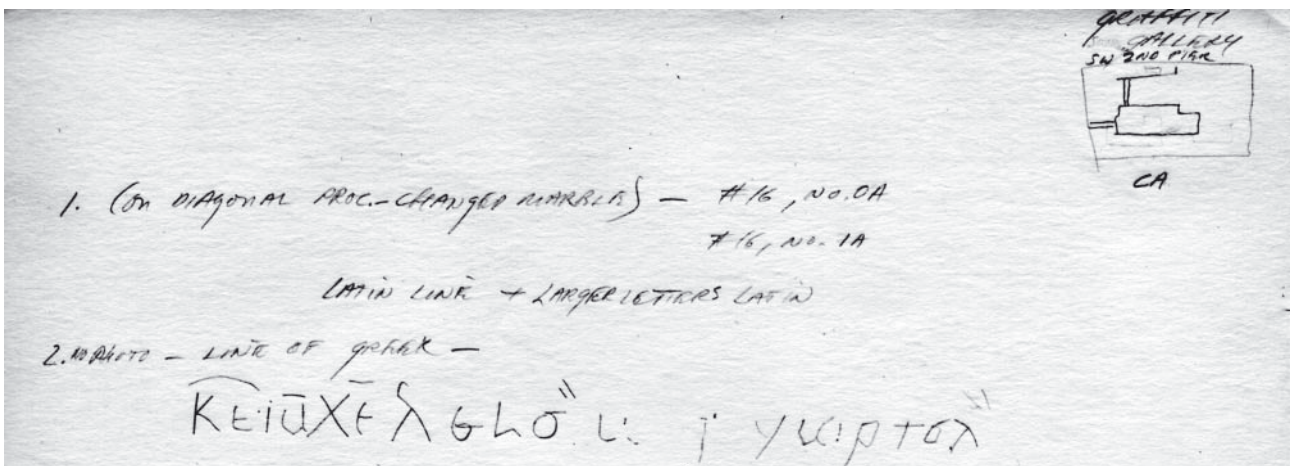 GRAFFITI
GALLERY
SW 2ND PIER
CA
1. (ON DIAGONAL PROC.-CHANGED MARBLE) — #16, NO. 0A
#16, NO. 1A
LATIN LINE + LARGER LETTERS LATIN
2. NO PHOTO — LINE OF GREEK —